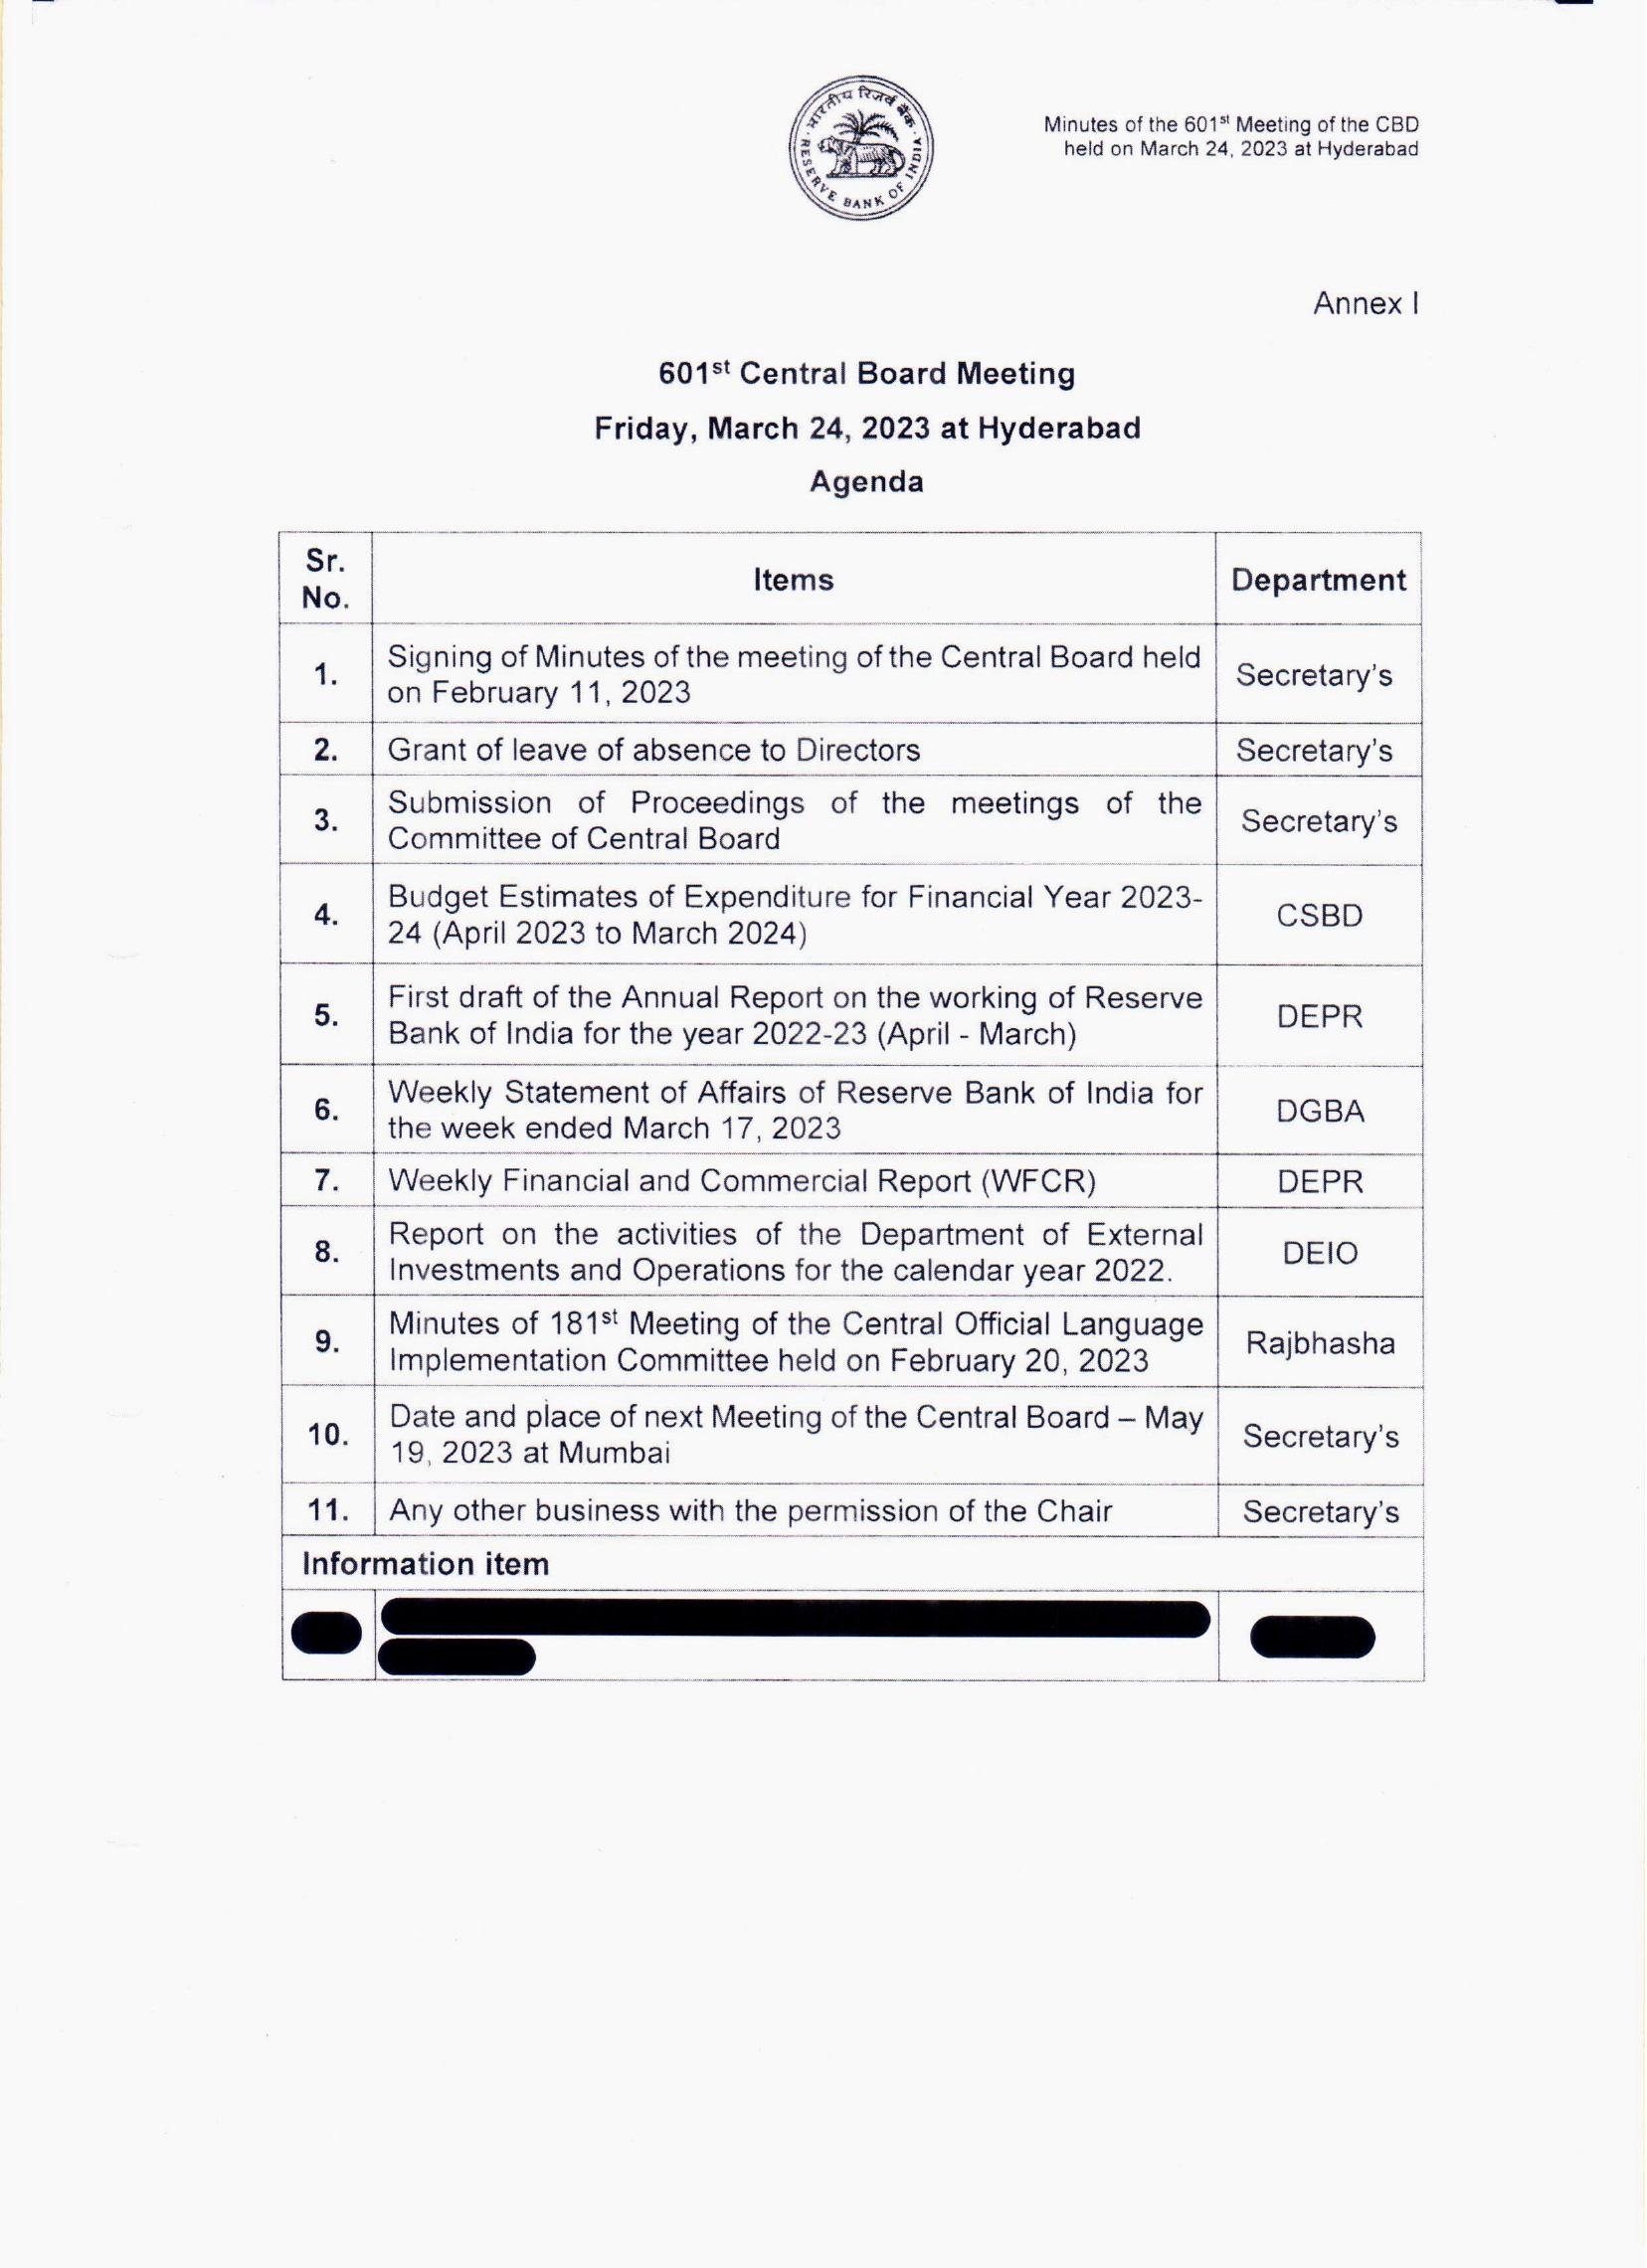 भारतीय रिज़र्व बैंक
RESERVE BANK OF INDIA
Minutes of the 601st Meeting of the CBD
held on March 24, 2023 at Hyderabad
Annex I
601st Central Board Meeting
Friday, March 24, 2023 at Hyderabad
Agenda
Sr.
No.
Items
Department
1.
Signing of Minutes of the meeting of the Central Board held
on February 11, 2023
Secretary's
2.
Grant of leave of absence to Directors
Secretary's
3.
Submission of Proceedings of the meetings of the
Committee of Central Board
Secretary's
4.
Budget Estimates of Expenditure for Financial Year 2023-
24 (April 2023 to March 2024)
CSBD
5.
First draft of the Annual Report on the working of Reserve
Bank of India for the year 2022-23 (April - March)
DEPR
6.
Weekly Statement of Affairs of Reserve Bank of India for
the week ended March 17, 2023
DGBA
7.
Weekly Financial and Commercial Report (WFCR)
DEPR
8.
Report on the activities of the Department of External
Investments and Operations for the calendar year 2022.
DEIO
9.
Minutes of 181st Meeting of the Central Official Language
Implementation Committee held on February 20, 2023
Rajbhasha
10.
Date and place of next Meeting of the Central Board – May
19, 2023 at Mumbai
Secretary's
11.
Any other business with the permission of the Chair
Secretary's
Information item